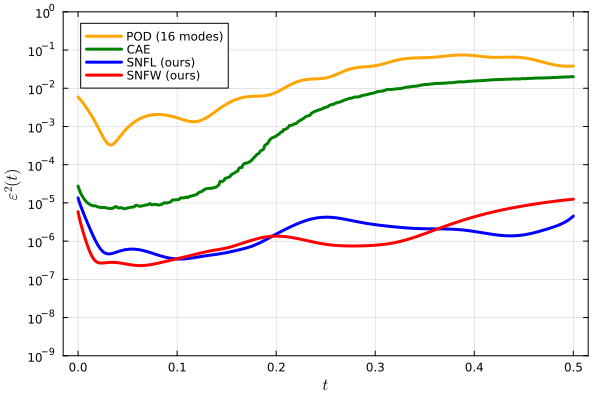 10⁰
10⁻¹
10⁻²
10⁻³
10⁻⁴
10⁻⁵
10⁻⁶
10⁻⁷
10⁻⁸
10⁻⁹
ε²(t)
POD (16 modes)
CAE
SNFL (ours)
SNFW (ours)
0.0 0.1 0.2 0.3 0.4 0.5
t